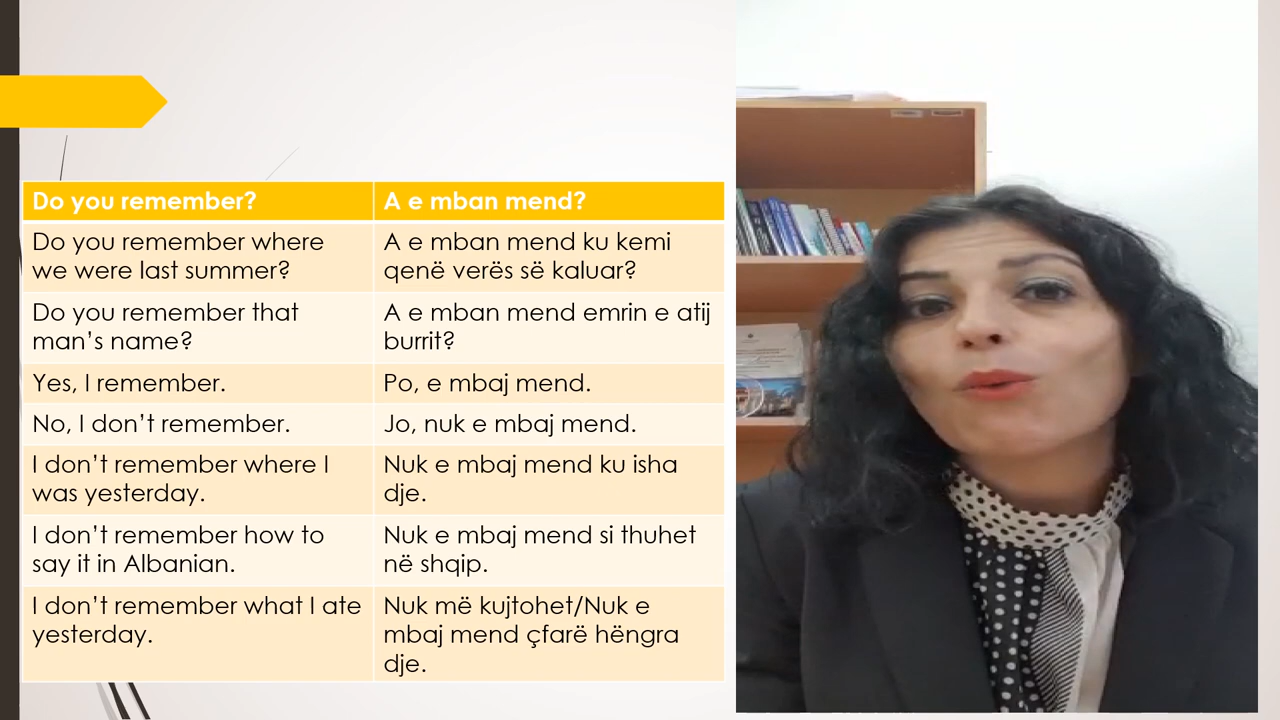 Do you remember?
A e mban mend?
Do you remember where
we were last summer?
A e mban mend ku kemi
qenë verës së kaluar?
Do you remember that
man's name?
A e mban mend emrin e atij
burrit?
Yes, I remember.
Po, e mbaj mend.
No, I don't remember.
Jo, nuk e mbaj mend.
I don't remember where I
was yesterday.
Nuk e mbaj mend ku isha
dje.
I don't remember how to
say it in Albanian.
Nuk e mbaj mend si thuhet
në shqip.
I don't remember what I ate
yesterday.
Nuk më kujtohet/Nuk e
mbaj mend çfarë hëngra
dje.